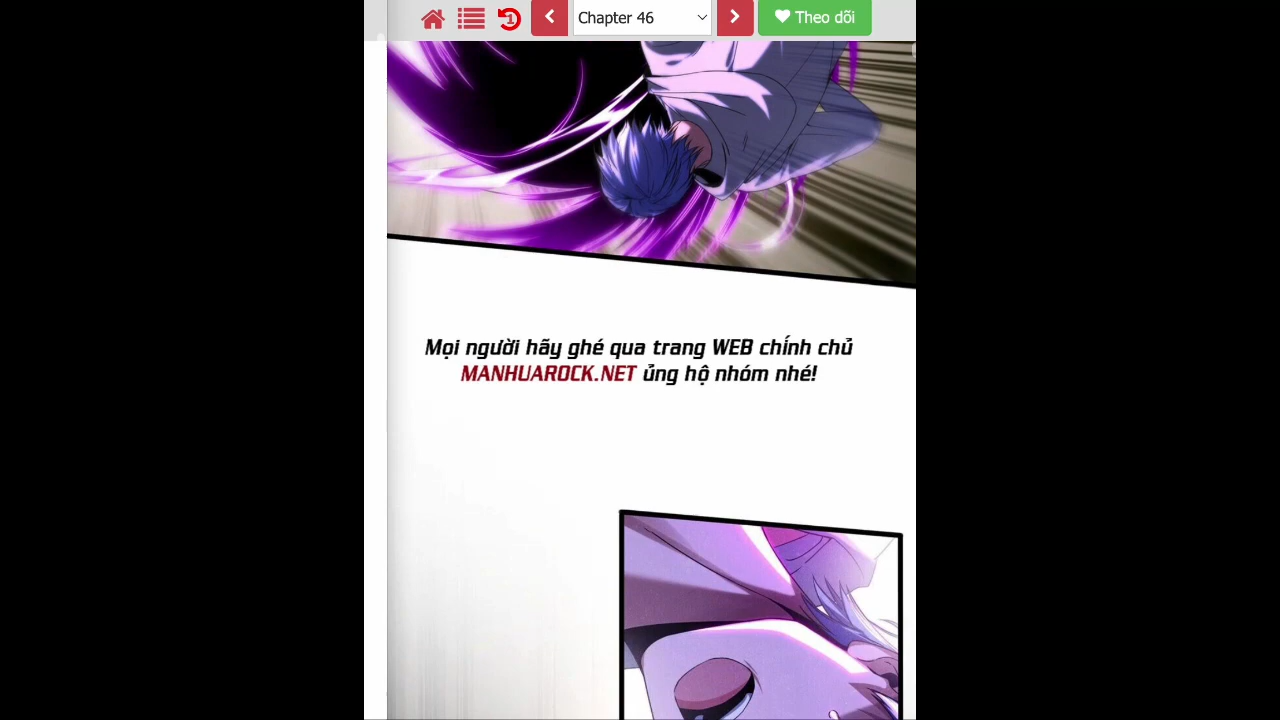 1
Chapter 46
Theo dõi
Mọi người hãy ghé qua trang WEB chính chủ
MANHUAROCK.NET ủng hộ nhóm nhé!